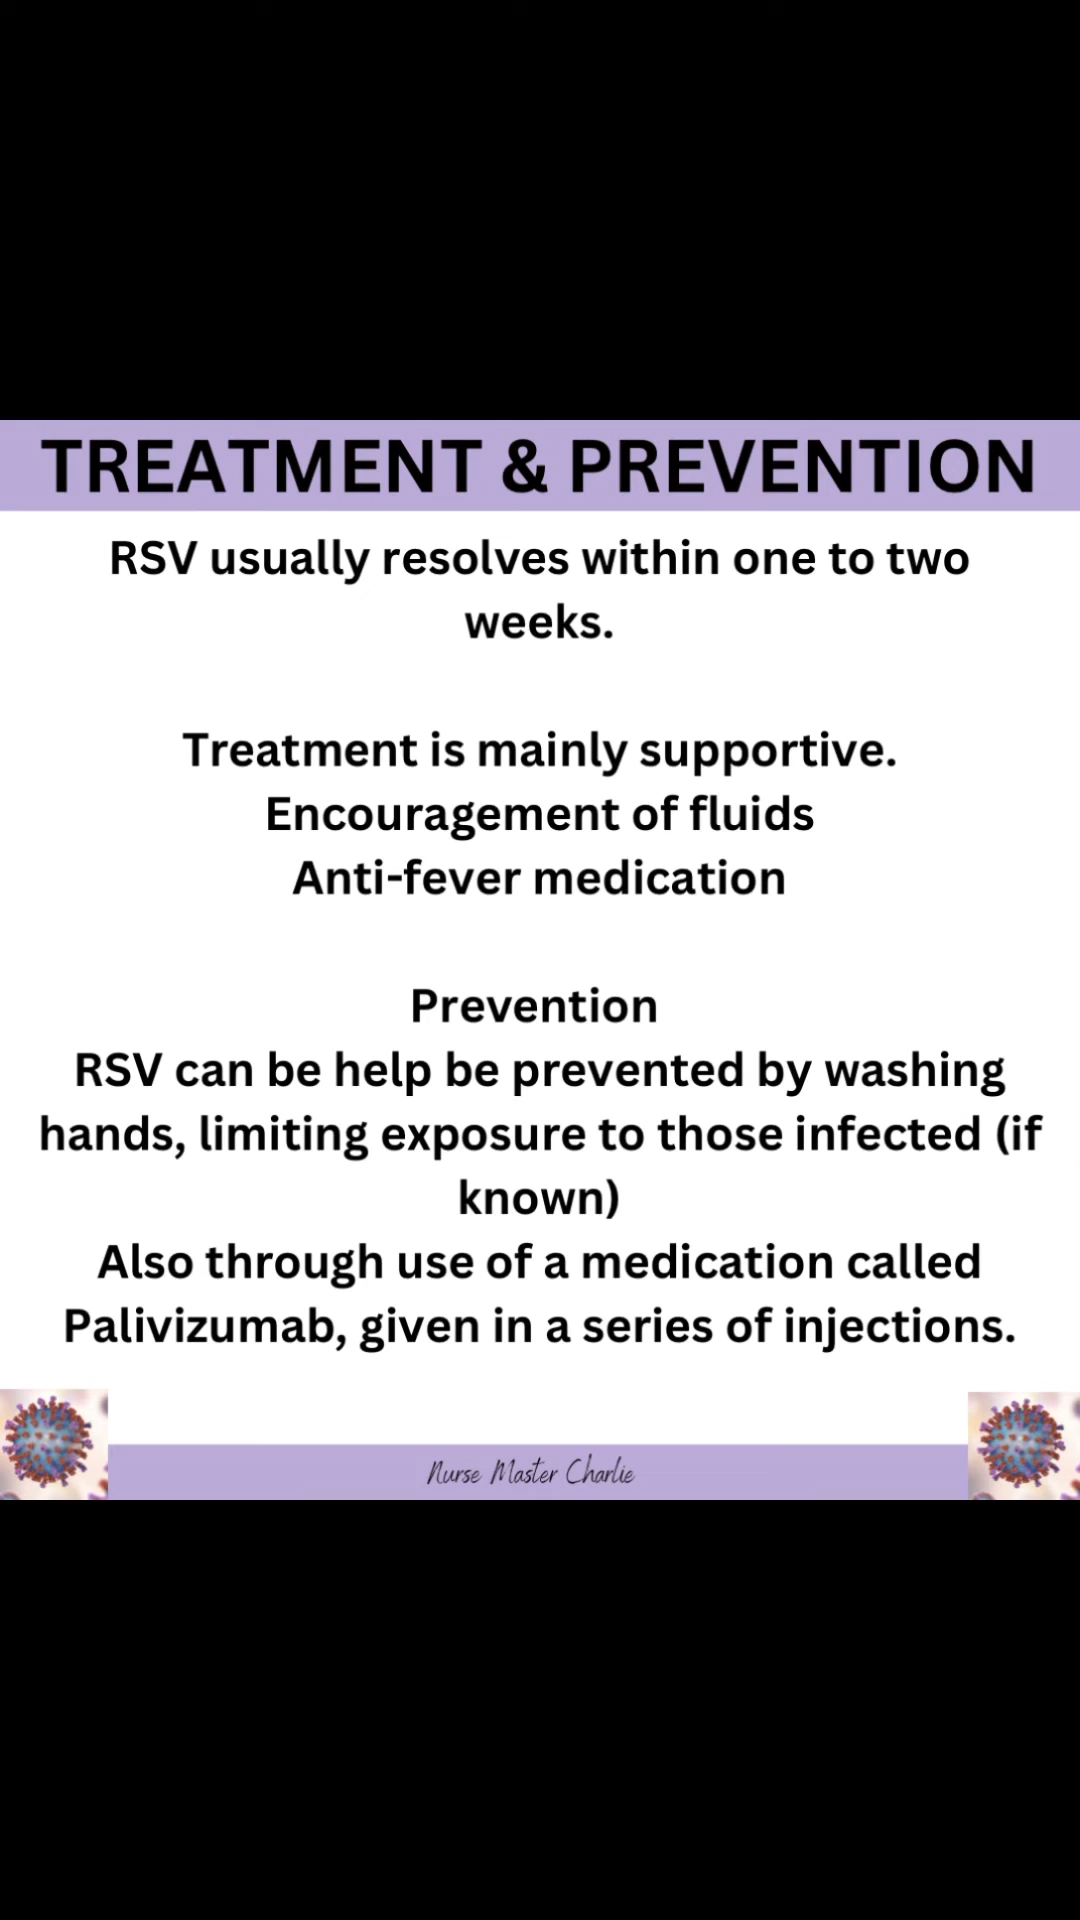 TREATMENT & PREVENTION
RSV usually resolves within one to two
weeks.
Treatment is mainly supportive.
Encouragement of fluids
Anti-fever medication
Prevention
RSV can be help be prevented by washing
hands, limiting exposure to those infected (if
known)
Also through use of a medication called
Palivizumab, given in a series of injections.
Nurse Master Charlie